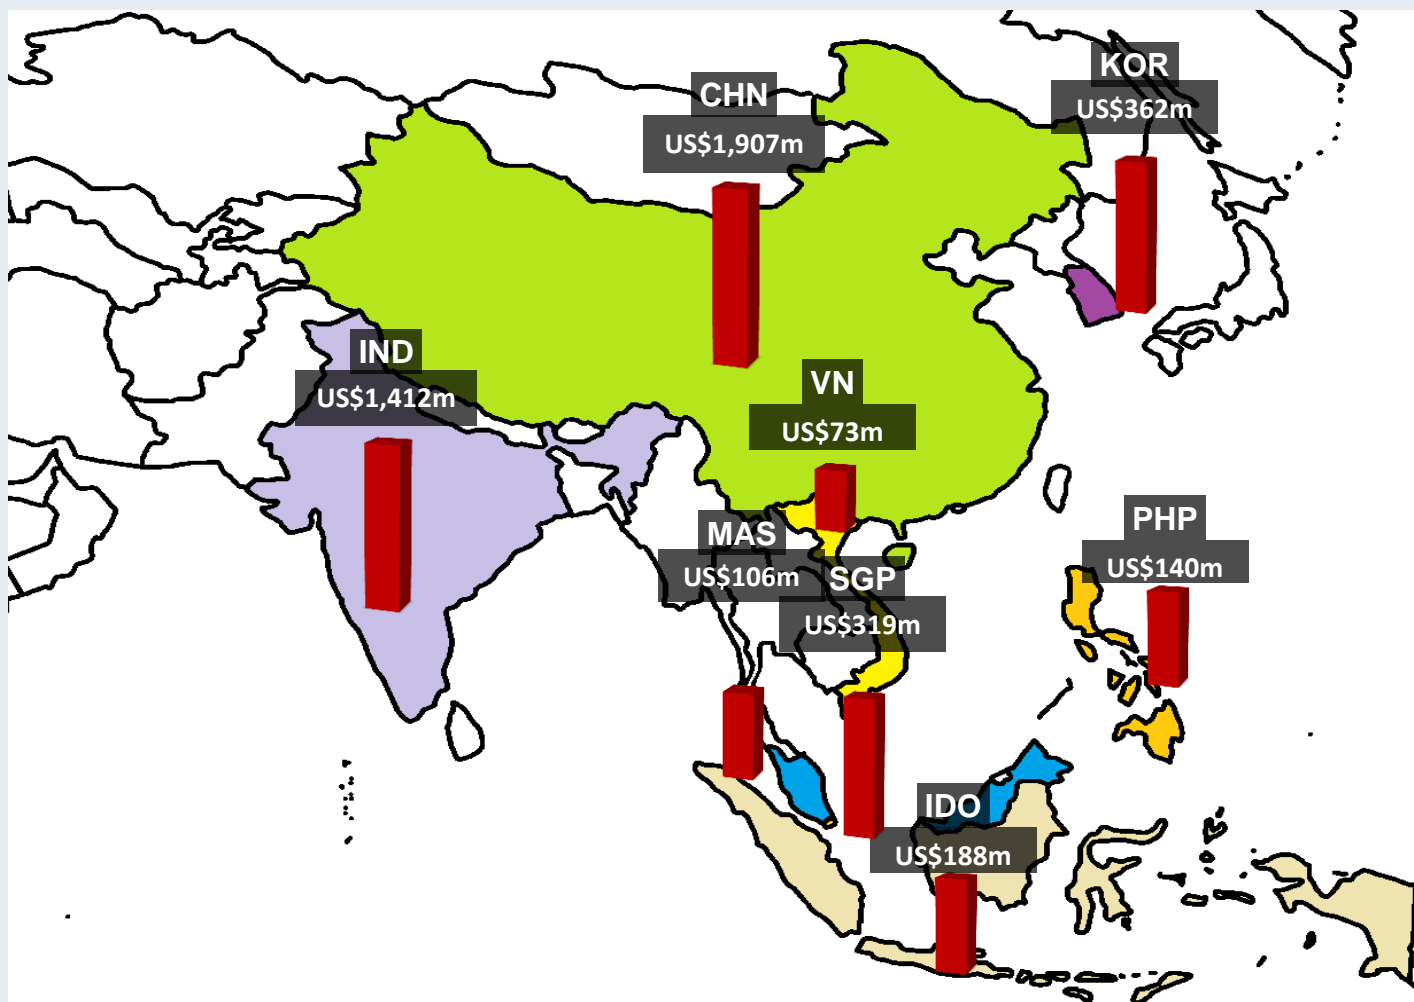 KOR
US$362m
CHN
US$1,907m
IND
US$1,412m
VN
US$73m
PHP
US$140m
MAS
US$106m
SGP
US$319m
IDO
US$188m